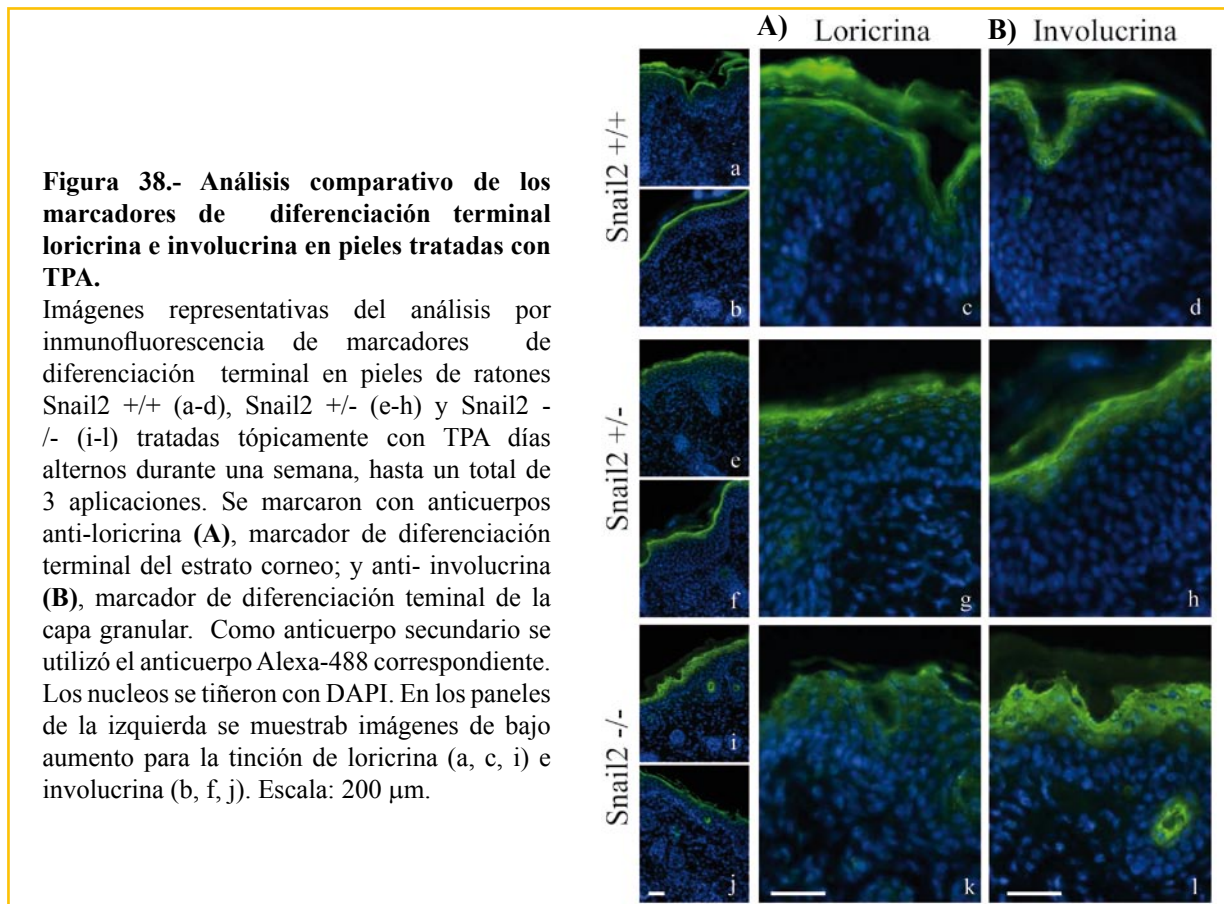 Figura 38.- Análisis comparativo de los
marcadores de diferenciación terminal
loricrina e involucrina en pieles tratadas con
TPA.
Imágenes representativas del análisis por
inmunofluorescencia de marcadores de
diferenciación terminal en pieles de ratones
Snail2 +/+ (a-d), Snail2 +/- (e-h) y Snail2 -
/- (i-l) tratadas tópicamente con TPA días
alternos durante una semana, hasta un total de
3 aplicaciones. Se marcaron con anticuerpos
anti-loricrina (A), marcador de diferenciación
terminal del estrato corneo; y anti- involucrina
(B), marcador de diferenciación teminal de la
capa granular. Como anticuerpo secundario se
utilizó el anticuerpo Alexa-488 correspondiente.
Los nucleos se tiñeron con DAPI. En los paneles
de la izquierda se muestrab imágenes de bajo
aumento para la tinción de loricrina (a, c, i) e
involucrina (b, f, j). Escala: 200 µm.
A) Loricrina
B) Involucrina
Snail2 +/+
a
b
c
d
Snail2 +/-
e
f
g
h
Snail2 -/-
i
j
k
l